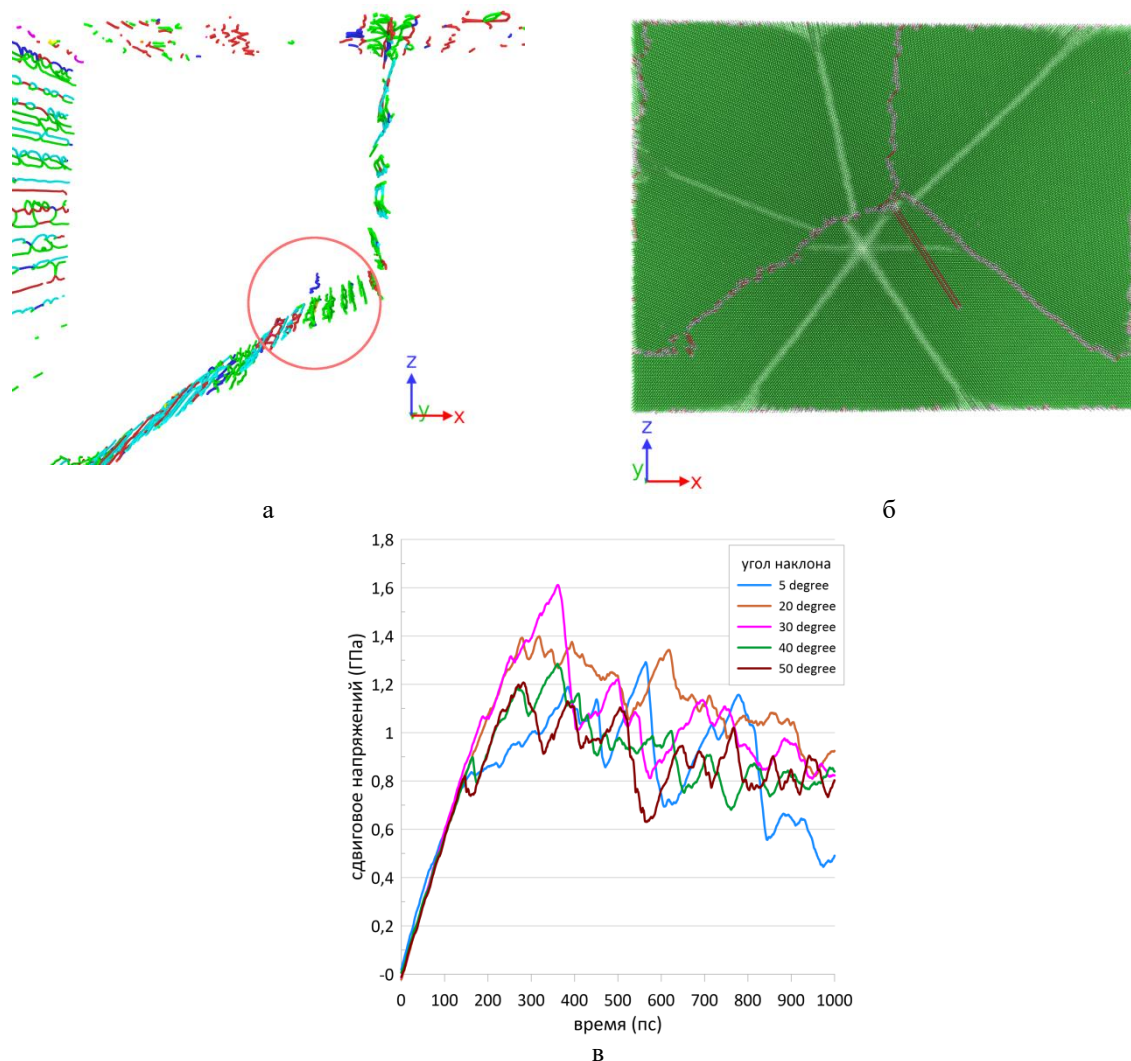 z
y
x
а
z
y
x
б
1,8
1,6
1,4
1,2
1
0,8
0,6
0,4
0,2
-0
сдвиговое напряжений (ГПа)
угол наклона
5 degree
20 degree
30 degree
40 degree
50 degree
0 100 200 300 400 500 600 700 800 900 1000
время (пс)
в